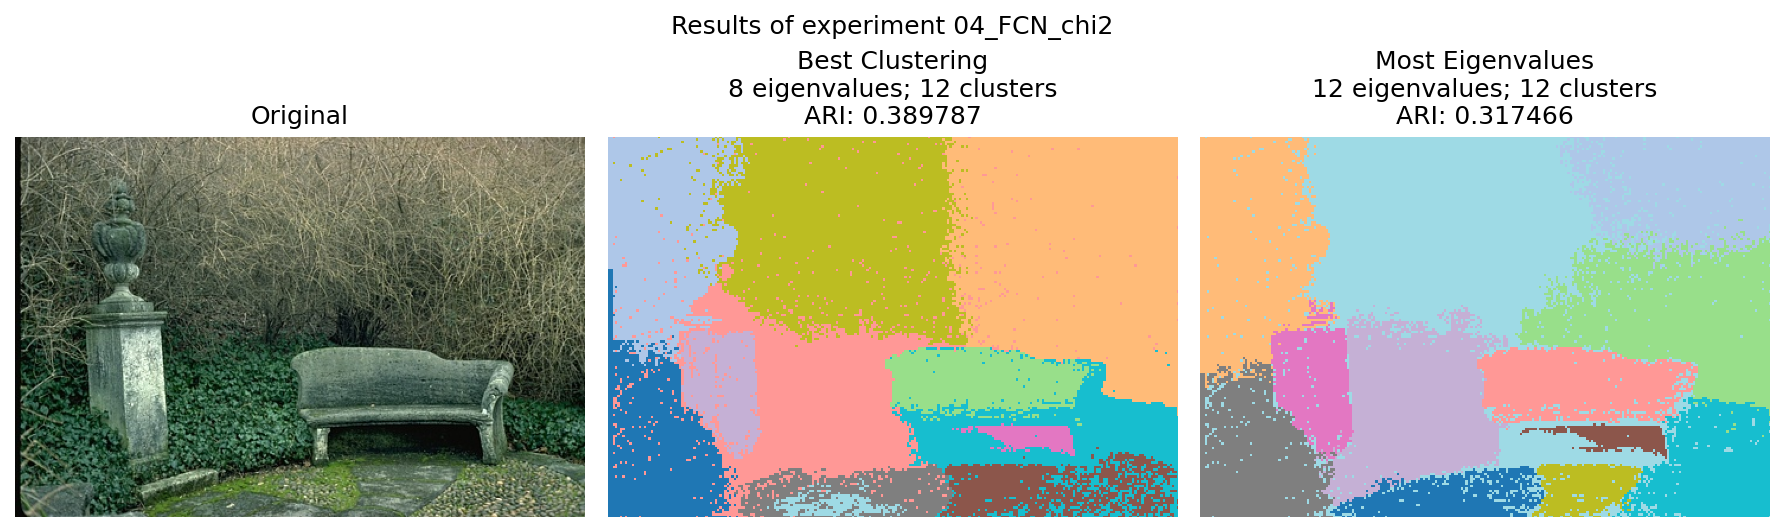 Results of experiment 04_FCN_chi2
Original
Best Clustering
8 eigenvalues; 12 clusters
ARI: 0.389787
Most Eigenvalues
12 eigenvalues; 12 clusters
ARI: 0.317466